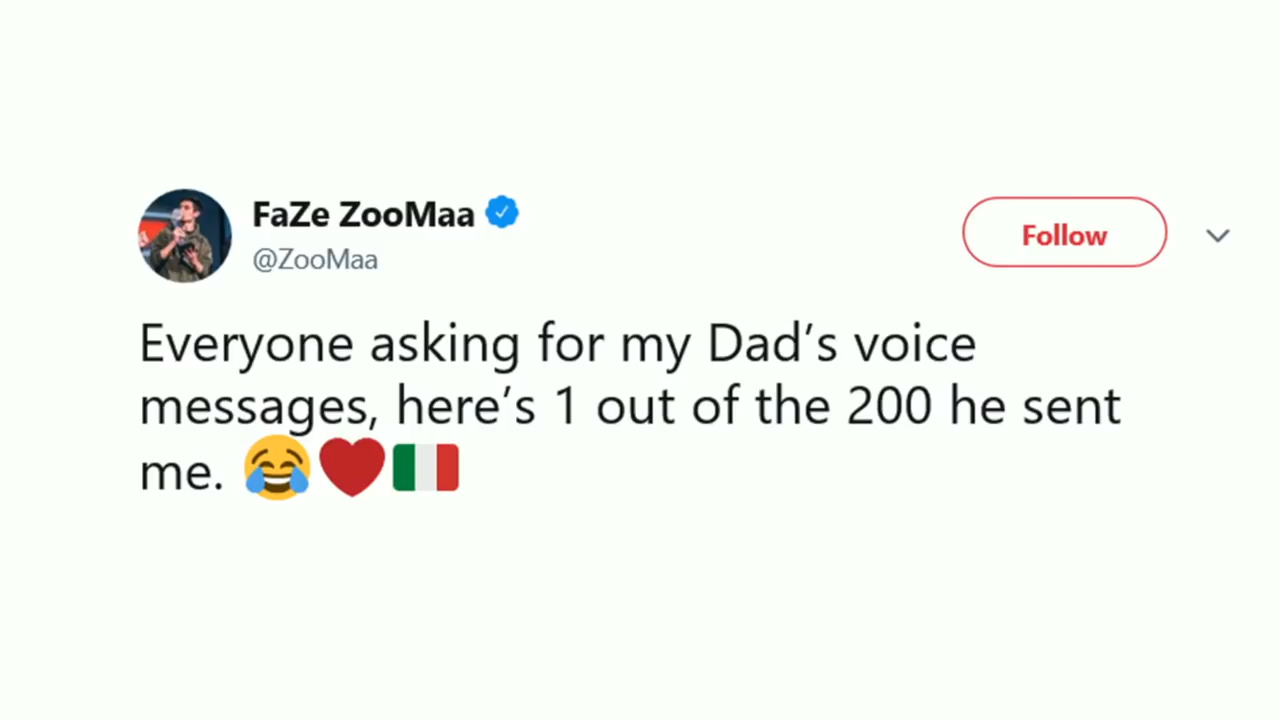 FaZe ZooMaa
@ZooMaa
Follow
Everyone asking for my Dad’s voice
messages, here’s 1 out of the 200 he sent
me. 😂❤️🇮🇹